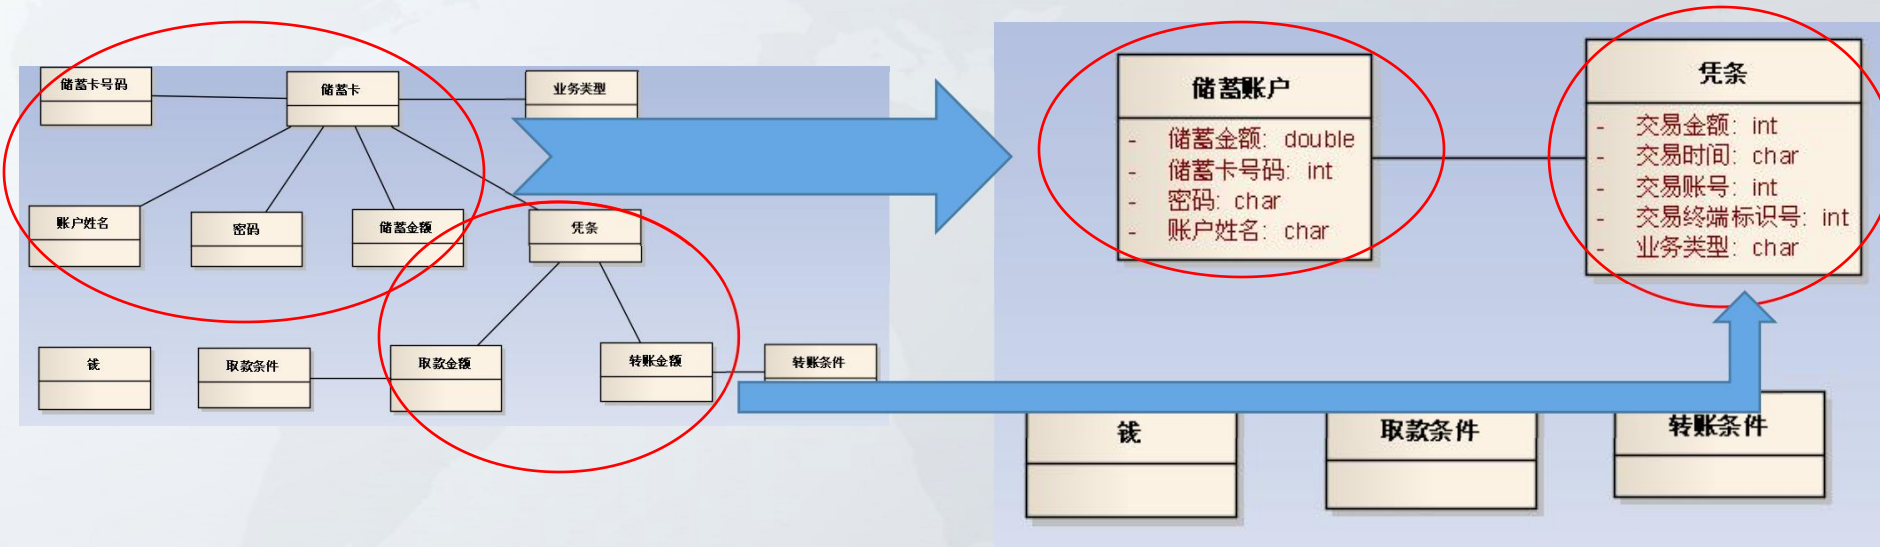 储蓄卡号码
储蓄卡
业务类型
账户姓名
密码
储蓄金额
凭条
钱
取款条件
取款金额
转账金额
转账条件
储蓄账户
- 储蓄金额: double
- 储蓄卡号码: int
- 密码: char
- 账户姓名: char
凭条
- 交易金额: int
- 交易时间: char
- 交易账号: int
- 交易终端标识号: int
- 业务类型: char
钱
取款条件
转账条件